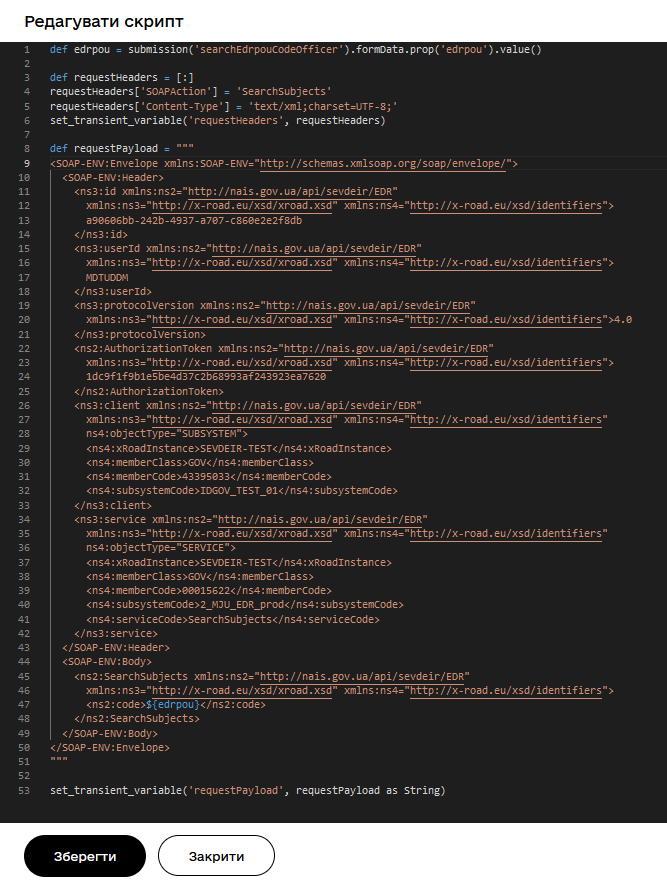 Редагувати скрипт
1 def edrpou = submission('searchEdrpouCodeOfficer').formData.prop('edrpou').value()
2
3 def requestHeaders = [:]
4 requestHeaders['SOAPAction'] = 'SearchSubjects'
5 requestHeaders['Content-Type'] = 'text/xml;charset=UTF-8;'
6 set_transient_variable('requestHeaders', requestHeaders)
7
8 def requestPayload = """
9 <SOAP-ENV:Envelope xmlns:SOAP-ENV="http://schemas.xmlsoap.org/soap/envelope/">
10 <SOAP-ENV:Header>
11 <ns3:id xmlns:ns2="http://nais.gov.ua/api/sevdeir/EDR"
12 xmlns:ns3="http://x-road.eu/xsd/xroad.xsd" xmlns:ns4="http://x-road.eu/xsd/identifiers">
13 a90606bb-242b-4937-a707-c860e2e2f8db
14 </ns3:id>
15 <ns3:userId xmlns:ns2="http://nais.gov.ua/api/sevdeir/EDR"
16 xmlns:ns3="http://x-road.eu/xsd/xroad.xsd" xmlns:ns4="http://x-road.eu/xsd/identifiers">
17 MDTUDDM
18 </ns3:userId>
19 <ns3:protocolVersion xmlns:ns2="http://nais.gov.ua/api/sevdeir/EDR"
20 xmlns:ns3="http://x-road.eu/xsd/xroad.xsd" xmlns:ns4="http://x-road.eu/xsd/identifiers">4.0
21 </ns3:protocolVersion>
22 <ns2:AuthorizationToken xmlns:ns2="http://nais.gov.ua/api/sevdeir/EDR"
23 xmlns:ns3="http://x-road.eu/xsd/xroad.xsd" xmlns:ns4="http://x-road.eu/xsd/identifiers">
24 1dc9f1f9b1e5be4d37c2b68993af243923ea7620
25 </ns2:AuthorizationToken>
26 <ns3:client xmlns:ns2="http://nais.gov.ua/api/sevdeir/EDR"
27 xmlns:ns3="http://x-road.eu/xsd/xroad.xsd" xmlns:ns4="http://x-road.eu/xsd/identifiers"
28 ns4:objectType="SUBSYSTEM">
29 <ns4:xRoadInstance>SEVDEIR-TEST</ns4:xRoadInstance>
30 <ns4:memberClass>GOV</ns4:memberClass>
31 <ns4:memberCode>43395033</ns4:memberCode>
32 <ns4:subsystemCode>IDGOV_TEST_01</ns4:subsystemCode>
33 </ns3:client>
34 <ns3:service xmlns:ns2="http://nais.gov.ua/api/sevdeir/EDR"
35 xmlns:ns3="http://x-road.eu/xsd/xroad.xsd" xmlns:ns4="http://x-road.eu/xsd/identifiers"
36 ns4:objectType="SERVICE">
37 <ns4:xRoadInstance>SEVDEIR-TEST</ns4:xRoadInstance>
38 <ns4:memberClass>GOV</ns4:memberClass>
39 <ns4:memberCode>00015622</ns4:memberCode>
40 <ns4:subsystemCode>2_MJU_EDR_prod</ns4:subsystemCode>
41 <ns4:serviceCode>SearchSubjects</ns4:serviceCode>
42 </ns3:service>
43 </SOAP-ENV:Header>
44 <SOAP-ENV:Body>
45 <ns2:SearchSubjects xmlns:ns2="http://nais.gov.ua/api/sevdeir/EDR"
46 xmlns:ns3="http://x-road.eu/xsd/xroad.xsd" xmlns:ns4="http://x-road.eu/xsd/identifiers">
47 <ns2:code>${edrpou}</ns2:code>
48 </ns2:SearchSubjects>
49 </SOAP-ENV:Body>
50 </SOAP-ENV:Envelope>
51 """
52
53 set_transient_variable('requestPayload', requestPayload as String)
Зберегти Закрити